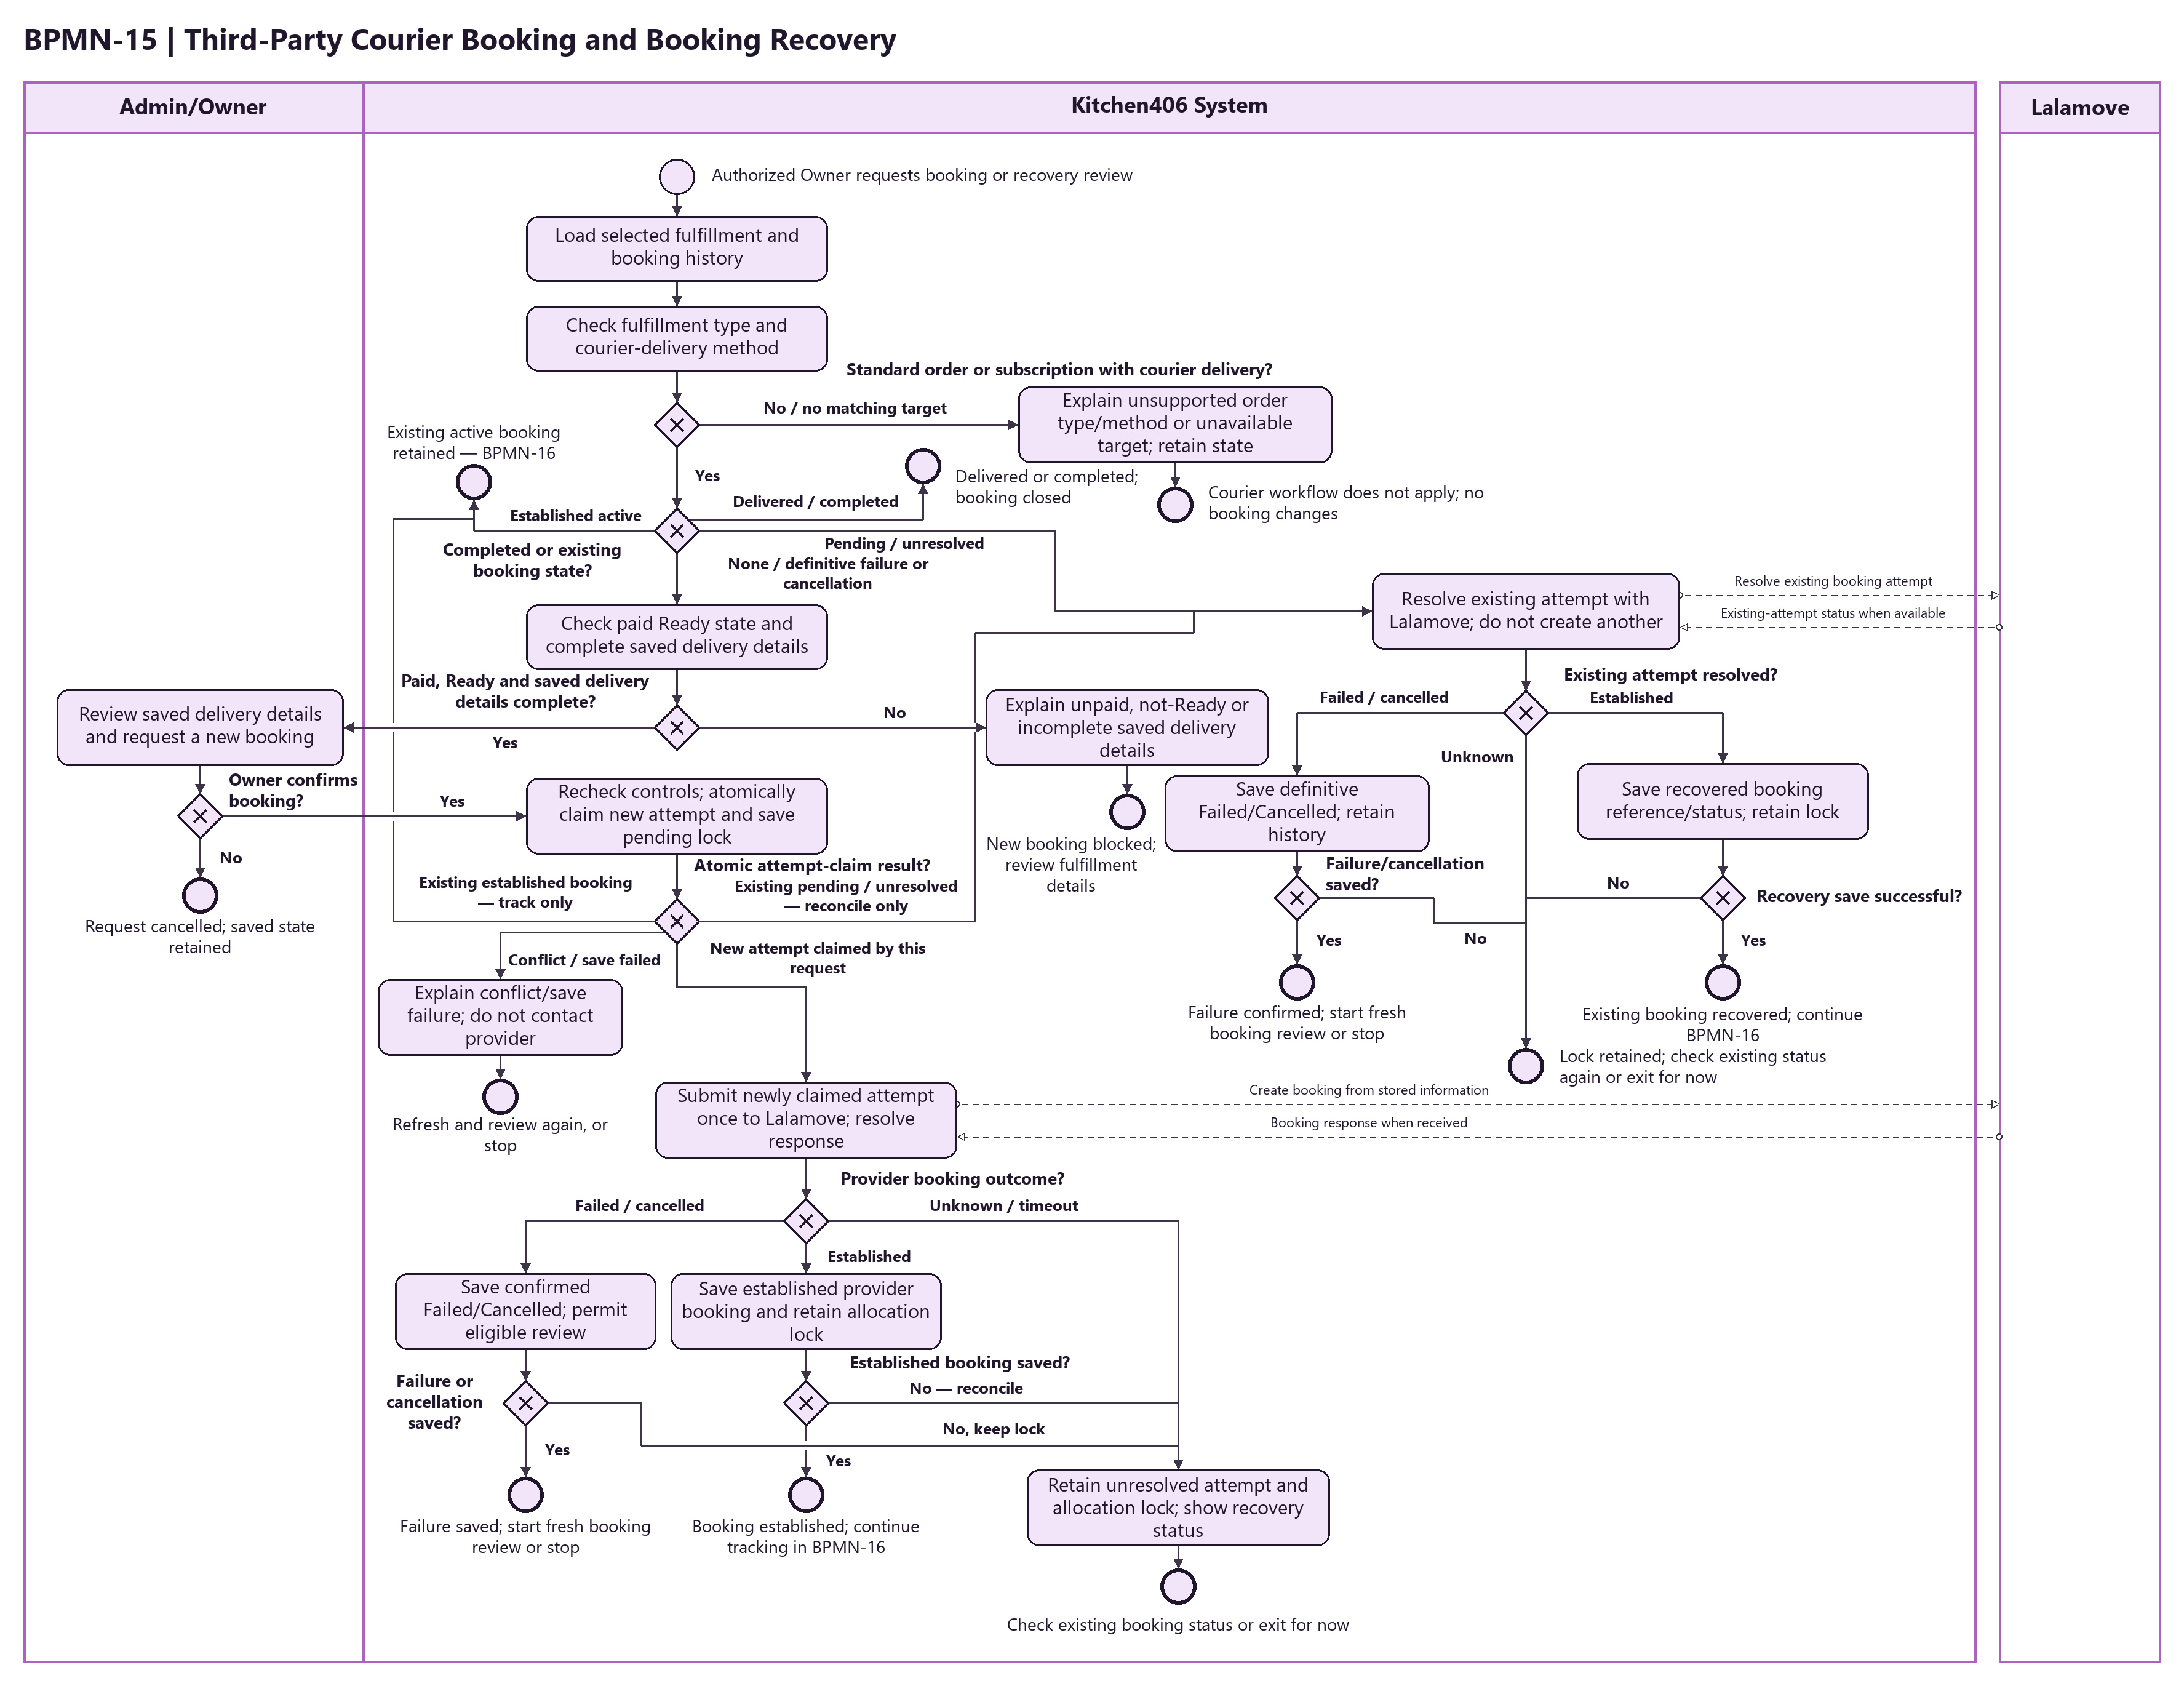 BPMN-15 | Third-Party Courier Booking and Booking Recovery
Admin/Owner
Kitchen406 System
Lalamove
Authorized Owner requests booking or recovery review
Load selected fulfillment and
booking history
Check fulfillment type and
courier-delivery method
Standard order or subscription with courier delivery?
No / no matching target
Explain unsupported order
type/method or unavailable
target; retain state
Existing active booking
retained — BPMN-16
Yes
Delivered or completed;
booking closed
Courier workflow does not apply; no
booking changes
Delivered / completed
Established active
Completed or existing
booking state?
Pending / unresolved
None / definitive failure or
cancellation
Resolve existing attempt with
Lalamove; do not create another
Resolve existing booking attempt
Existing-attempt status when available
Check paid Ready state and
complete saved delivery details
Paid, Ready and saved delivery
details complete?
Existing attempt resolved?
Failed / cancelled
Established
Review saved delivery details
and request a new booking
Yes
No
Explain unpaid, not-Ready or
incomplete saved delivery
details
Unknown
Owner confirms
booking?
Yes
Recheck controls; atomically
claim new attempt and save
pending lock
Save definitive
Failed/Cancelled; retain
history
Save recovered booking
reference/status; retain lock
No
New booking blocked;
review fulfillment
details
Atomic attempt-claim result?
Failure/cancellation
saved?
Existing established booking
— track only
Existing pending / unresolved
— reconcile only
No
Recovery save successful?
Request cancelled; saved state
retained
Yes
No
Yes
Conflict / save failed
New attempt claimed by this
request
Explain conflict/save
failure; do not contact
provider
Failure confirmed; start fresh
booking review or stop
Existing booking recovered; continue
BPMN-16
Lock retained; check existing status
again or exit for now
Refresh and review again, or
stop
Submit newly claimed attempt
once to Lalamove; resolve
response
Create booking from stored information
Booking response when received
Provider booking outcome?
Failed / cancelled
Unknown / timeout
Established
Save confirmed
Failed/Cancelled; permit
eligible review
Save established provider
booking and retain allocation
lock
Established booking saved?
Failure or
cancellation
saved?
No — reconcile
No, keep lock
Yes
Yes
Retain unresolved attempt and
allocation lock; show recovery
status
Failure saved; start fresh booking
review or stop
Booking established; continue
tracking in BPMN-16
Check existing booking status or exit for now